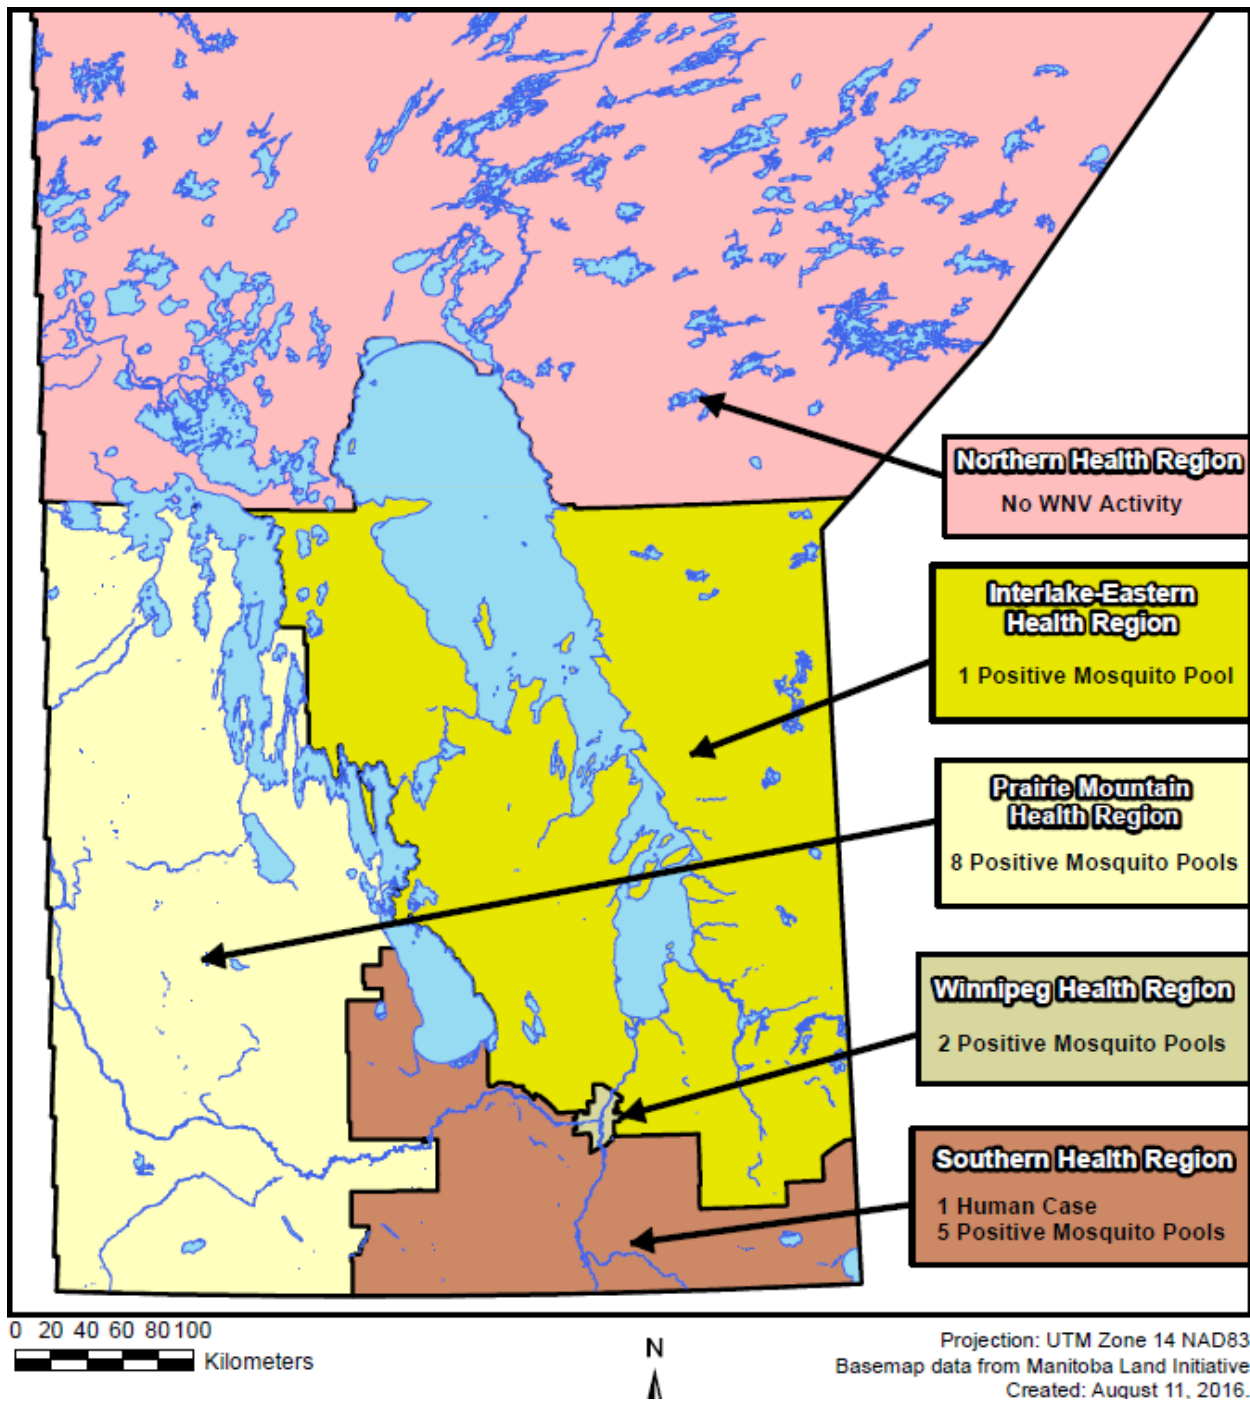 Northern Health Region
No WNV Activity
Interlake-Eastern
Health Region
1 Positive Mosquito Pool
Prairie Mountain
Health Region
8 Positive Mosquito Pools
Winnipeg Health Region
2 Positive Mosquito Pools
Southern Health Region
1 Human Case
5 Positive Mosquito Pools
0 20 40 60 80 100
Kilometers
N
Projection: UTM Zone 14 NAD83
Basemap data from Manitoba Land Initiative
Created: August 11, 2016.